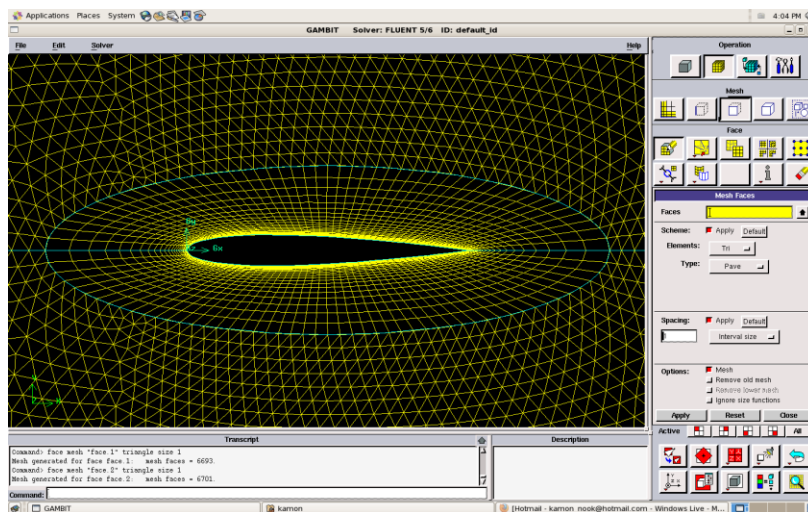 Applications Places System
4:04 PM
GAMBIT Solver: FLUENT 5/6 ID: default_id
File Edit Solver Help
Operation
Mesh
Face
Mesh Faces
Faces
Scheme: Apply Default
Elements: Tri
Type: Pave
Spacing: Apply Default
Interval size
Options: Mesh
Remove old mesh
Remove lower mesh
Ignore size functions
Apply Reset Close
Active All
Gx
Transcript
Description
Command> face mesh "face.1" triangle size 1
Mesh generated for face face.1: mesh faces = 6693.
Command> face mesh "face.2" triangle size 1
Mesh generated for face face.2: mesh faces = 6701.
Command:
GAMBIT
kamon
[Hotmail - kamon_nook@hotmail.com - Windows Live - M...